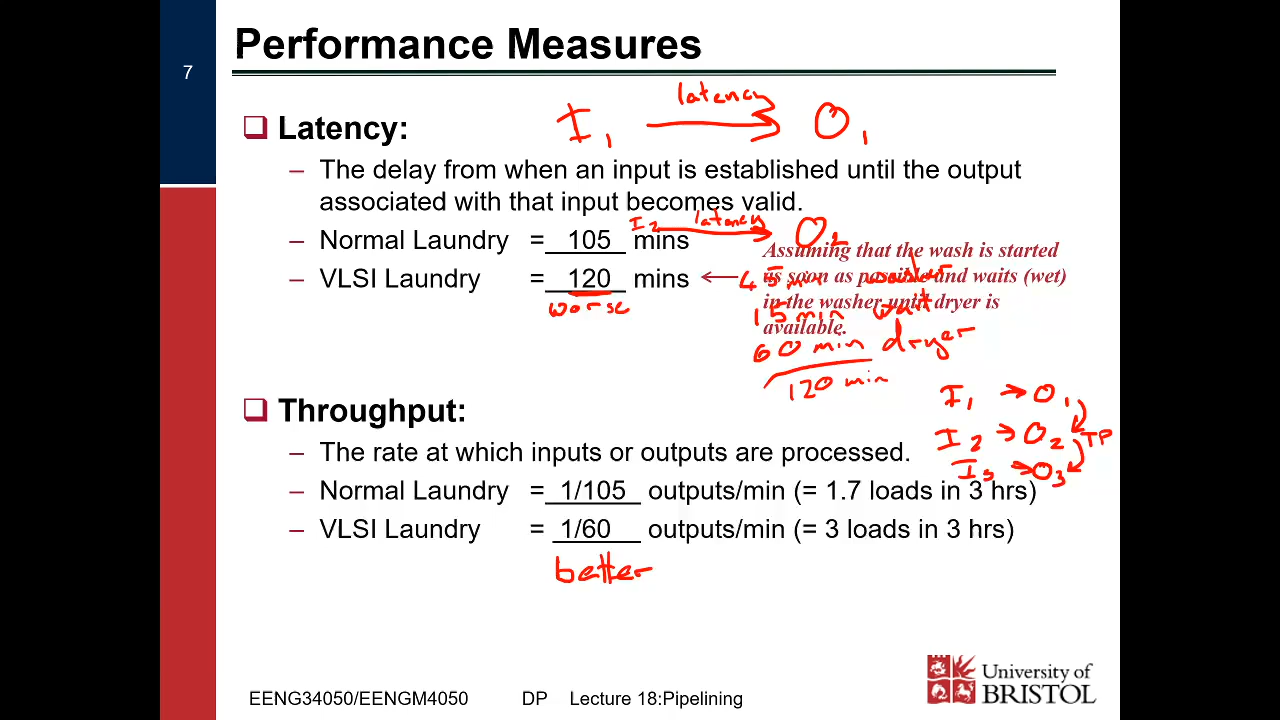 Performance Measures
7
latency
I1 → O1
❑ Latency:
– The delay from when an input is established until the output
associated with that input becomes valid.
I2 latency → O2
– Normal Laundry = 105 mins
– VLSI Laundry = 120 mins
worse
Assuming that the wash is started
as soon as possible and waits (wet)
in the washer until dryer is
available.
45 min washer
15 min wait
60 min dryer
120 min
❑ Throughput:
I1 → O1
I2 → O2 TP
I3 → O3
– The rate at which inputs or outputs are processed.
– Normal Laundry = 1/105 outputs/min (= 1.7 loads in 3 hrs)
– VLSI Laundry = 1/60 outputs/min (= 3 loads in 3 hrs)
better
EENG34050/EENGM4050 DP Lecture 18:Pipelining
University of
BRISTOL